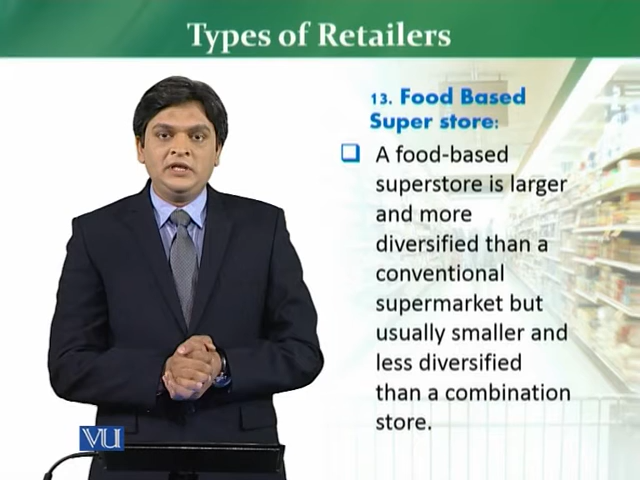 Types of Retailers
13. Food Based
Super store:
A food-based
superstore is larger
and more
diversified than a
conventional
supermarket but
usually smaller and
less diversified
than a combination
store.
VU